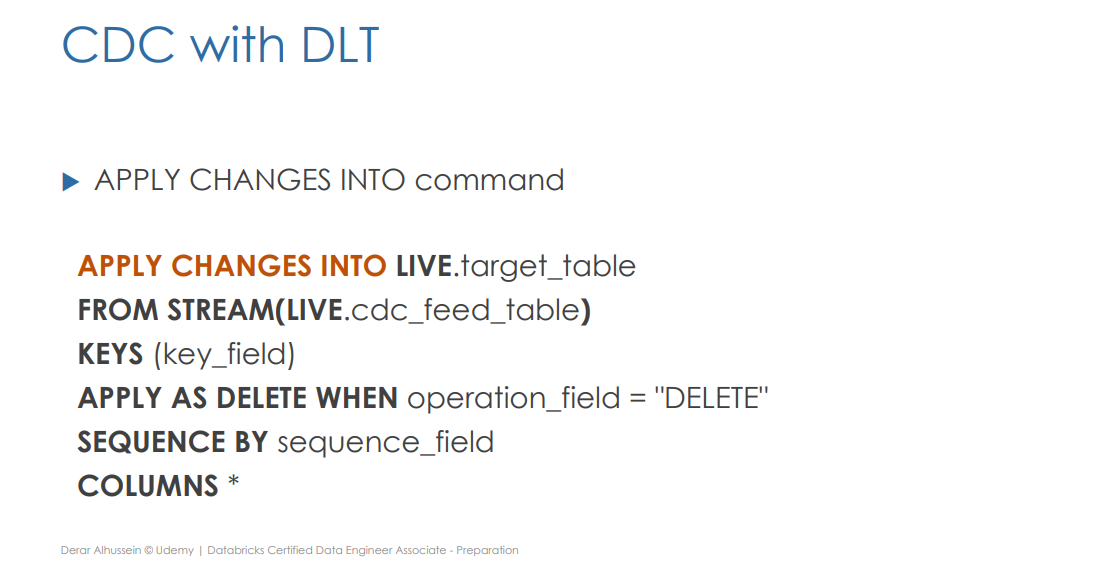 CDC with DLT
APPLY CHANGES INTO command
APPLY CHANGES INTO LIVE.target_table
FROM STREAM(LIVE.cdc_feed_table)
KEYS (key_field)
APPLY AS DELETE WHEN operation_field = "DELETE"
SEQUENCE BY sequence_field
COLUMNS *
Derar Alhussein © Udemy | Databricks Certified Data Engineer Associate - Preparation